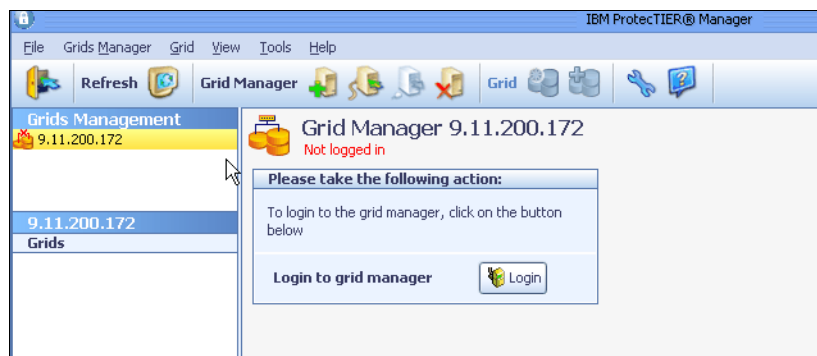 IBM ProtecTIER® Manager
File Grids Manager Grid View Tools Help
Refresh Grid Manager Grid
Grids Management
9.11.200.172
Grid Manager 9.11.200.172
Not logged in
Please take the following action:
To login to the grid manager, click on the button
below
Login to grid manager Login
9.11.200.172
Grids